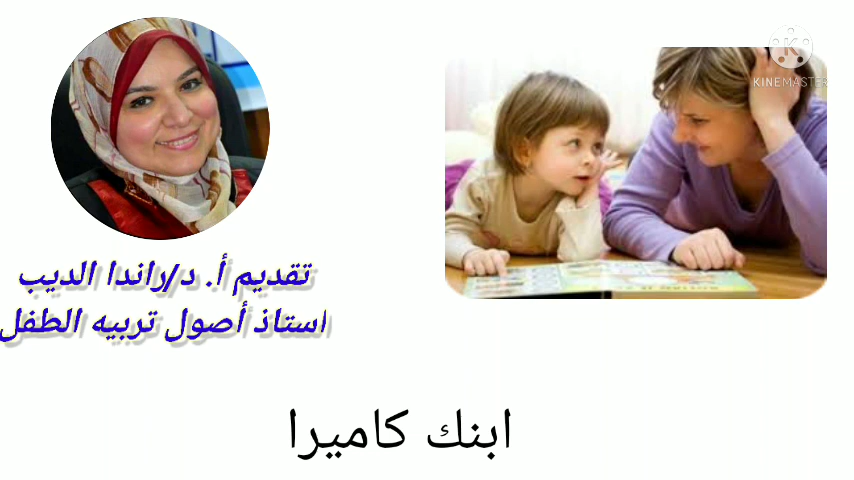 KINEMASTER
تقديم أ. د/راندا الديب
استاذ أصول تربيه الطفل
ابنك كاميرا